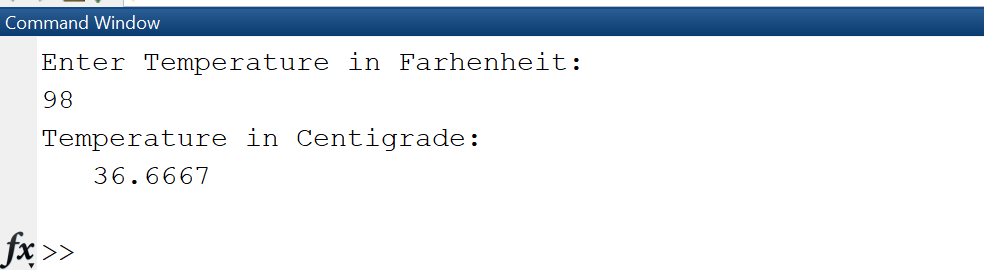 Command Window
Enter Temperature in Farhenheit:
98
Temperature in Centigrade:
36.6667
fx >>